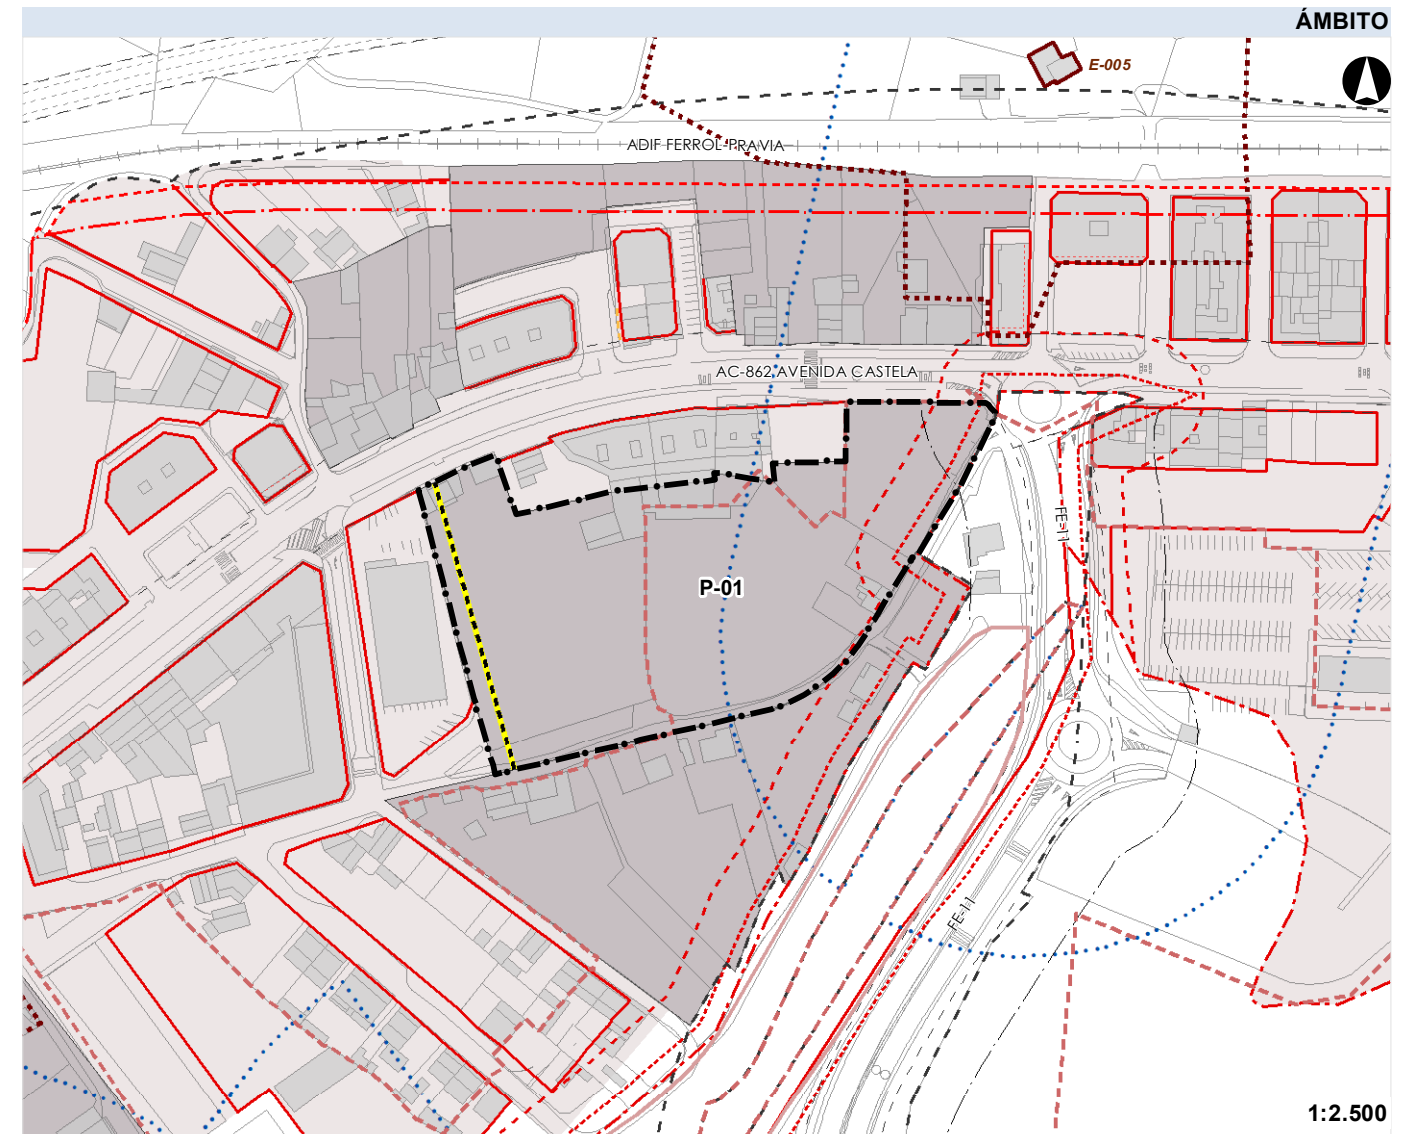 ÁMBITO
E-005
ADIF FERROL-PRAVIA
AC-862 AVENIDA CASTELA
FE-11
P-01
FE-11
1:2.500